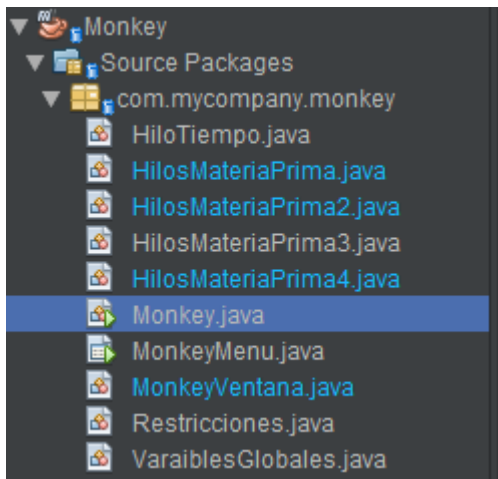 Monkey
Source Packages
com.mycompany.monkey
HiloTiempo.java
HilosMateriaPrima.java
HilosMateriaPrima2.java
HilosMateriaPrima3.java
HilosMateriaPrima4.java
Monkey.java
MonkeyMenu.java
MonkeyVentana.java
Restricciones.java
VaraiblesGlobales.java